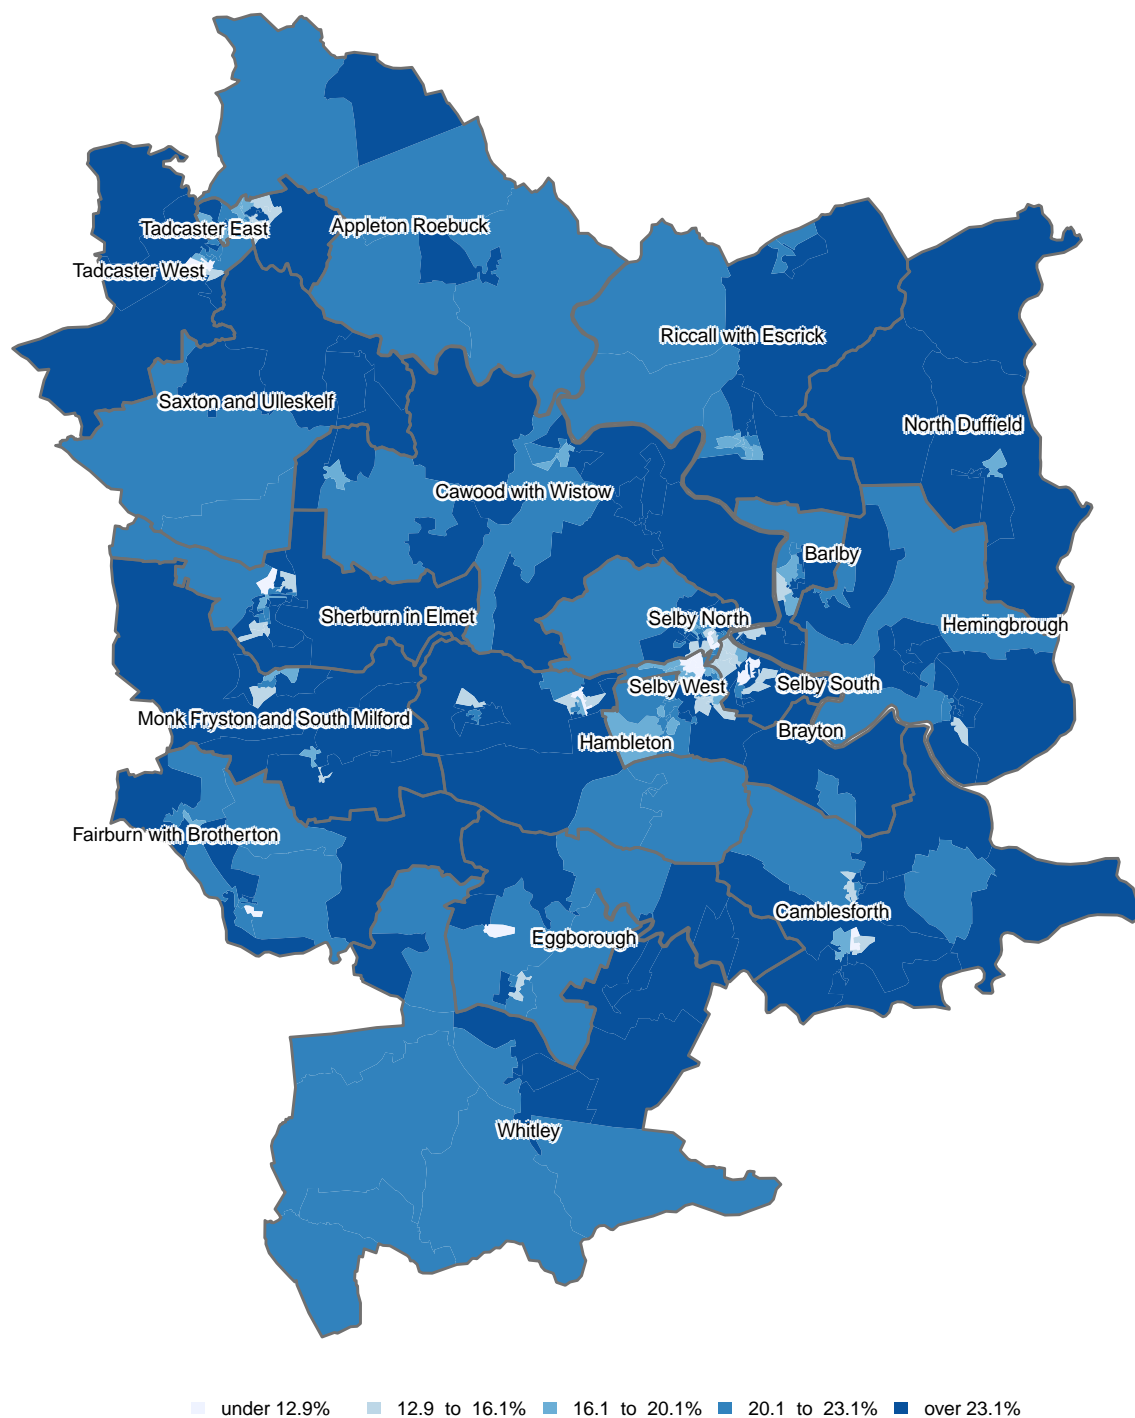 Tadcaster East
Appleton Roebuck
Tadcaster West
Riccall with Escrick
Saxton and Ulleskelf
North Duffield
Cawood with Wistow
Barlby
Sherburn in Elmet
Selby North
Hemingbrough
Selby West
Selby South
Monk Fryston and South Milford
Brayton
Hambleton
Fairburn with Brotherton
Camblesforth
Eggborough
Whitley
under 12.9% 12.9 to 16.1% 16.1 to 20.1% 20.1 to 23.1% over 23.1%